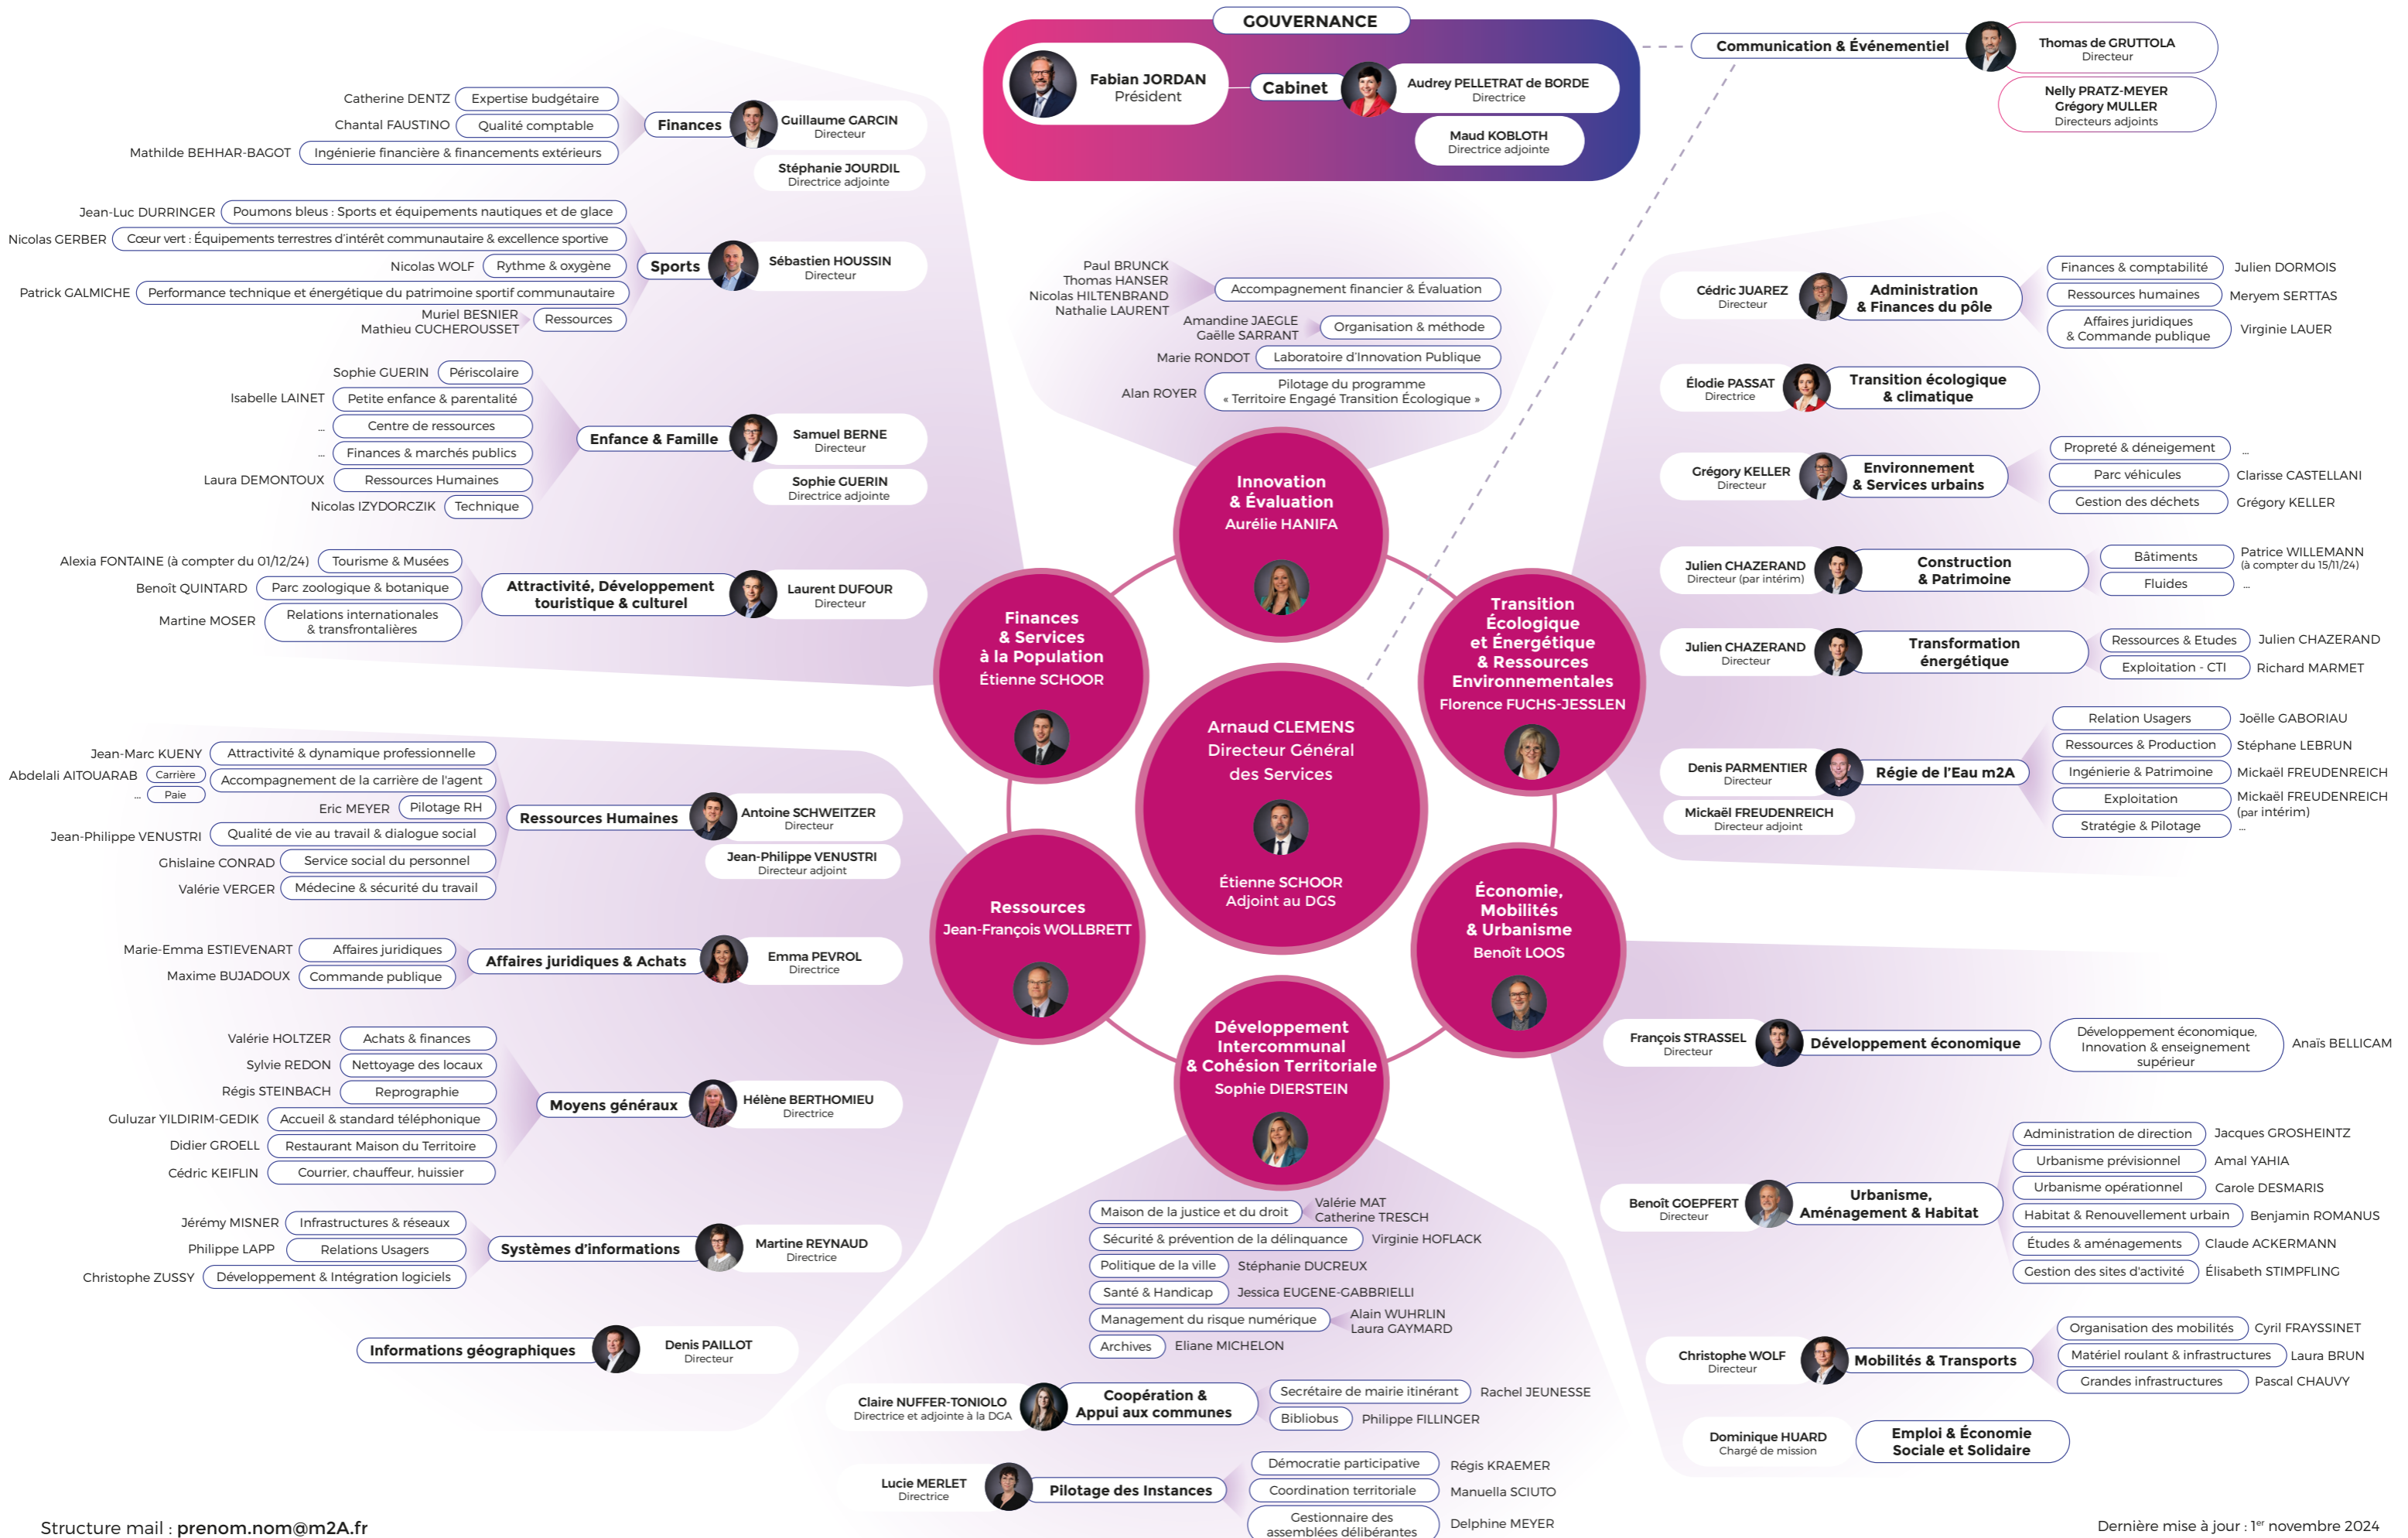 GOUVERNANCE
Fabian JORDAN
Président
Cabinet
Audrey PELLETRAT de BORDE
Directrice
Maud KOBLOTH
Directrice adjointe
Communication & Événementiel
Thomas de GRUTTOLA
Directeur
Nelly PRATZ-MEYER
Grégory MULLER
Directeurs adjoints
Catherine DENTZ
Expertise budgétaire
Chantal FAUSTINO
Qualité comptable
Mathilde BEHHAR-BAGOT
Ingénierie financière & financements extérieurs
Finances
Guillaume GARCIN
Directeur
Stéphanie JOURDIL
Directrice adjointe
Jean-Luc DURRINGER
Poumons bleus : Sports et équipements nautiques et de glace
Nicolas GERBER
Cœur vert : Équipements terrestres d'intérêt communautaire & excellence sportive
Nicolas WOLF
Rythme & oxygène
Patrick GALMICHE
Performance technique et énergétique du patrimoine sportif communautaire
Muriel BESNIER
Mathieu CUCHEROUSSET
Ressources
Sports
Sébastien HOUSSIN
Directeur
Sophie GUERIN
Périscolaire
Isabelle LAINET
Petite enfance & parentalité
...
Centre de ressources
...
Finances & marchés publics
Laura DEMONTOUX
Ressources Humaines
Nicolas IZYDORCZIK
Technique
Enfance & Famille
Samuel BERNE
Directeur
Sophie GUERIN
Directrice adjointe
Alexia FONTAINE (à compter du 01/12/24)
Tourisme & Musées
Benoît QUINTARD
Parc zoologique & botanique
Martine MOSER
Relations internationales
& transfrontalières
Attractivité, Développement
touristique & culturel
Laurent DUFOUR
Directeur
Finances
& Services
à la Population
Étienne SCHOOR
Paul BRUNCK
Thomas HANSER
Nicolas HILTENBRAND
Nathalie LAURENT
Accompagnement financier & Évaluation
Amandine JAEGLE
Gaëlle SARRANT
Organisation & méthode
Marie RONDOT
Laboratoire d'Innovation Publique
Alan ROYER
Pilotage du programme
« Territoire Engagé Transition Écologique »
Innovation
& Évaluation
Aurélie HANIFA
Cédric JUAREZ
Directeur
Administration
& Finances du pôle
Finances & comptabilité
Julien DORMOIS
Ressources humaines
Meryem SERTTAS
Affaires juridiques
& Commande publique
Virginie LAUER
Élodie PASSAT
Directrice
Transition écologique
& climatique
Grégory KELLER
Directeur
Environnement
& Services urbains
Propreté & déneigement
...
Parc véhicules
Clarisse CASTELLANI
Gestion des déchets
Grégory KELLER
Julien CHAZERAND
Directeur (par intérim)
Construction
& Patrimoine
Bâtiments
Patrice WILLEMANN
(à compter du 15/11/24)
Fluides
...
Julien CHAZERAND
Directeur
Transformation
énergétique
Ressources & Etudes
Julien CHAZERAND
Exploitation - CTI
Richard MARMET
Denis PARMENTIER
Directeur
Mickaël FREUDENREICH
Directeur adjoint
Régie de l'Eau m2A
Relation Usagers
Joëlle GABORIAU
Ressources & Production
Stéphane LEBRUN
Ingénierie & Patrimoine
Mickaël FREUDENREICH
Exploitation
Mickaël FREUDENREICH
(par intérim)
Stratégie & Pilotage
...
Transition
Écologique
et Énergétique
& Ressources
Environnementales
Florence FUCHS-JESSLEN
Arnaud CLEMENS
Directeur Général
des Services
Étienne SCHOOR
Adjoint au DGS
Jean-Marc KUENY
Attractivité & dynamique professionnelle
Abdelali AITOUARAB
Carrière
...
Paie
Accompagnement de la carrière de l'agent
Eric MEYER
Pilotage RH
Jean-Philippe VENUSTRI
Qualité de vie au travail & dialogue social
Ghislaine CONRAD
Service social du personnel
Valérie VERGER
Médecine & sécurité du travail
Ressources Humaines
Antoine SCHWEITZER
Directeur
Jean-Philippe VENUSTRI
Directeur adjoint
Marie-Emma ESTIEVENART
Affaires juridiques
Maxime BUJADOUX
Commande publique
Affaires juridiques & Achats
Emma PEVROL
Directrice
Valérie HOLTZER
Achats & finances
Sylvie REDON
Nettoyage des locaux
Régis STEINBACH
Reprographie
Guluzar YILDIRIM-GEDIK
Accueil & standard téléphonique
Didier GROELL
Restaurant Maison du Territoire
Cédric KEIFLIN
Courrier, chauffeur, huissier
Moyens généraux
Hélène BERTHOMIEU
Directrice
Jérémy MISNER
Infrastructures & réseaux
Philippe LAPP
Relations Usagers
Christophe ZUSSY
Développement & Intégration logiciels
Systèmes d'informations
Martine REYNAUD
Directrice
Informations géographiques
Denis PAILLOT
Directeur
Ressources
Jean-François WOLLBRETT
Économie,
Mobilités
& Urbanisme
Benoît LOOS
François STRASSEL
Directeur
Développement économique
Développement économique,
Innovation & enseignement
supérieur
Anaïs BELLICAM
Benoît GOEPFERT
Directeur
Urbanisme,
Aménagement & Habitat
Administration de direction
Jacques GROSHEINTZ
Urbanisme prévisionnel
Amal YAHIA
Urbanisme opérationnel
Carole DESMARIS
Habitat & Renouvellement urbain
Benjamin ROMANUS
Études & aménagements
Claude ACKERMANN
Gestion des sites d'activité
Élisabeth STIMPFLING
Christophe WOLF
Directeur
Mobilités & Transports
Organisation des mobilités
Cyril FRAYSSINET
Matériel roulant & infrastructures
Laura BRUN
Grandes infrastructures
Pascal CHAUVY
Dominique HUARD
Chargé de mission
Emploi & Économie
Sociale et Solidaire
Développement
Intercommunal
& Cohésion Territoriale
Sophie DIERSTEIN
Maison de la justice et du droit
Valérie MAT
Catherine TRESCH
Sécurité & prévention de la délinquance
Virginie HOFLACK
Politique de la ville
Stéphanie DUCREUX
Santé & Handicap
Jessica EUGENE-GABBRIELLI
Management du risque numérique
Alain WUHRLIN
Laura GAYMARD
Archives
Eliane MICHELON
Claire NUFFER-TONIOLO
Directrice et adjointe à la DGA
Coopération &
Appui aux communes
Secrétaire de mairie itinérant
Rachel JEUNESSE
Bibliobus
Philippe FILLINGER
Lucie MERLET
Directrice
Pilotage des Instances
Démocratie participative
Régis KRAEMER
Coordination territoriale
Manuella SCIUTO
Gestionnaire des
assemblées délibérantes
Delphine MEYER
Structure mail : prenom.nom@m2A.fr
Dernière mise à jour : 1er novembre 2024